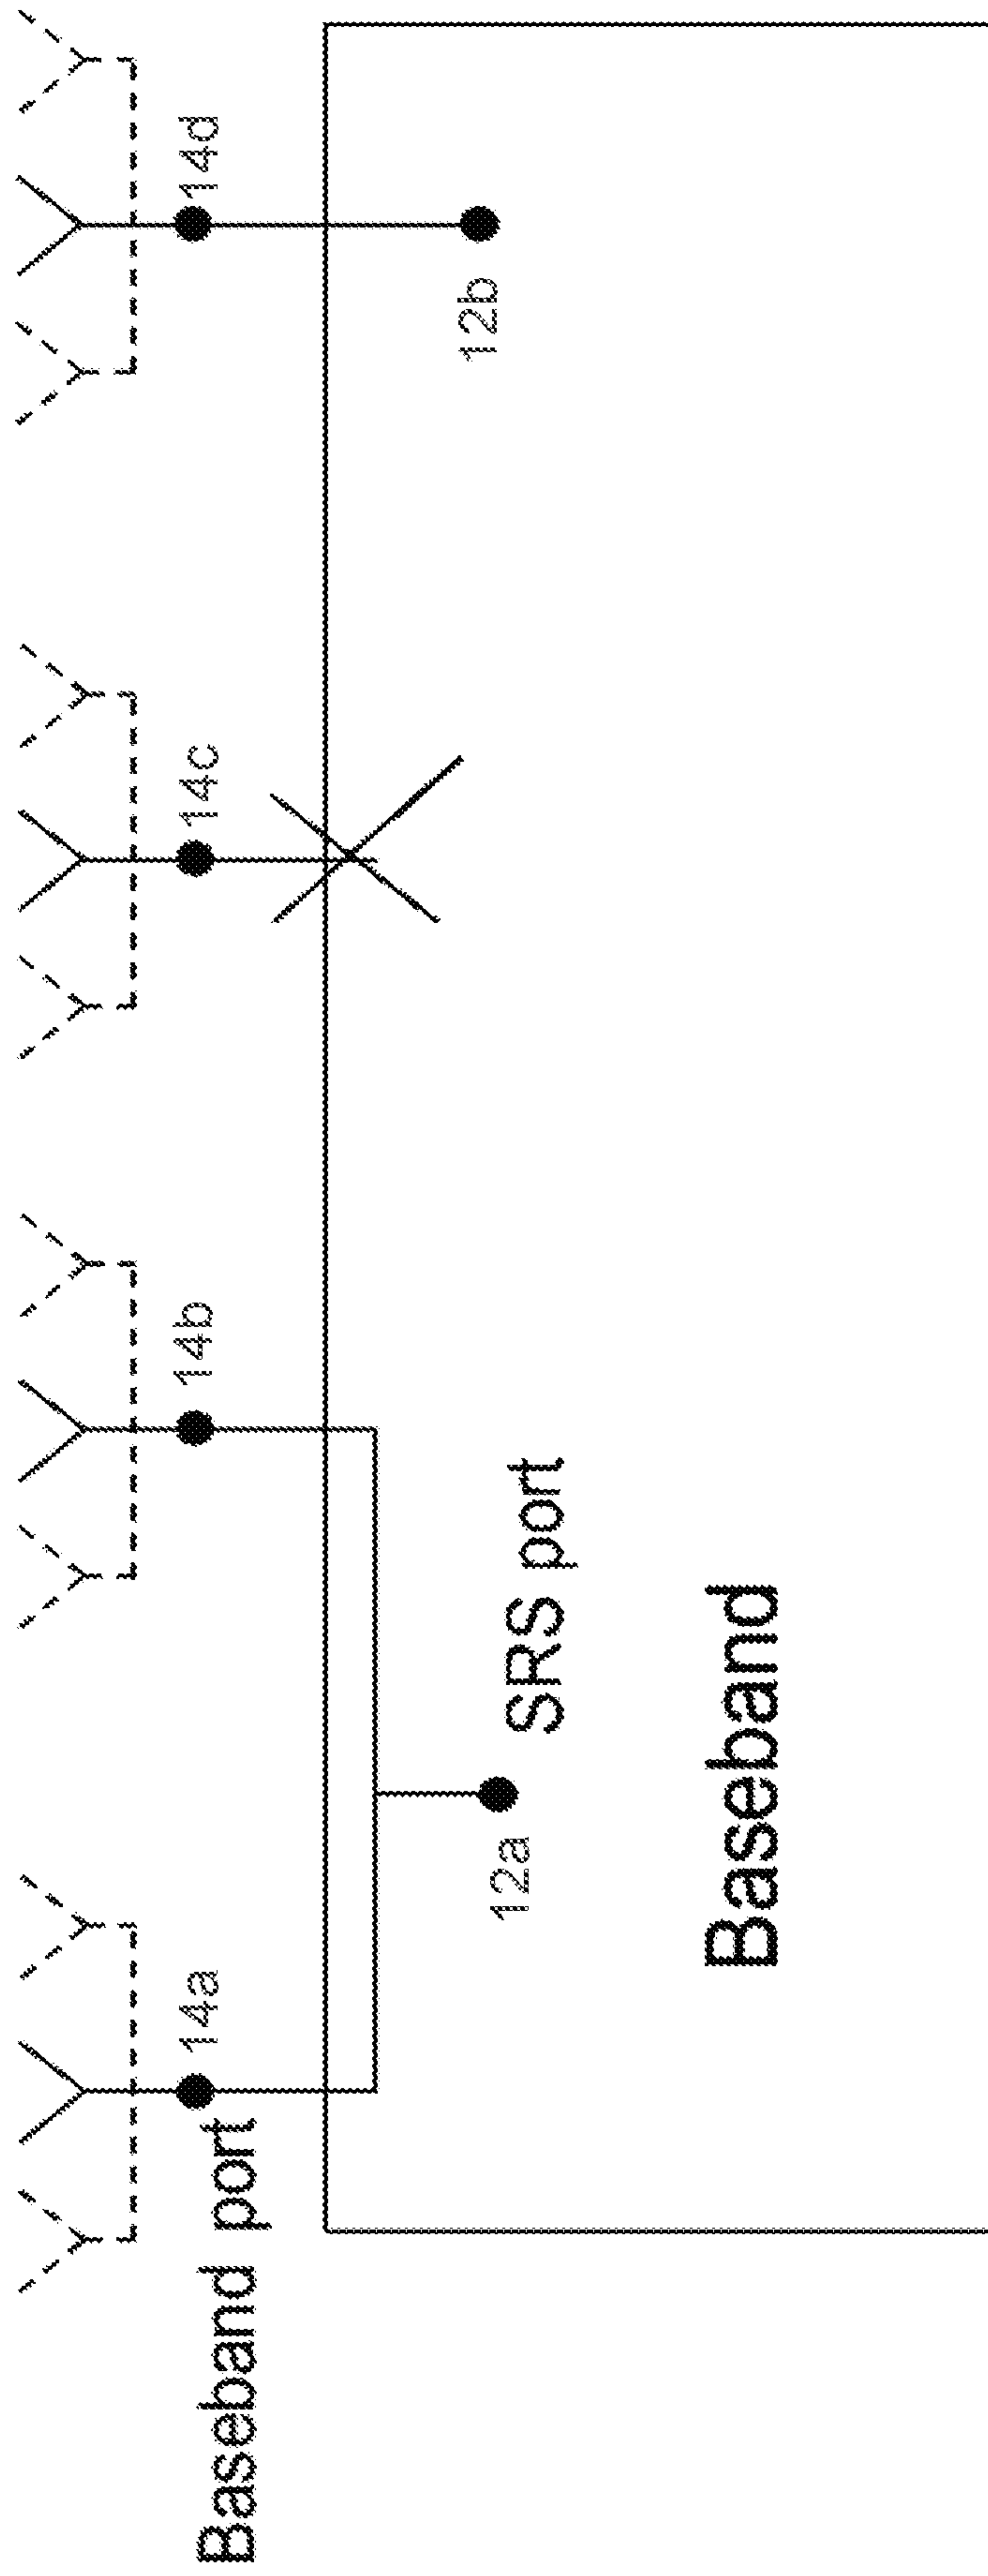 Baseband port
14a
14b
14c
14d
12a
SRS port
12b
Baseband